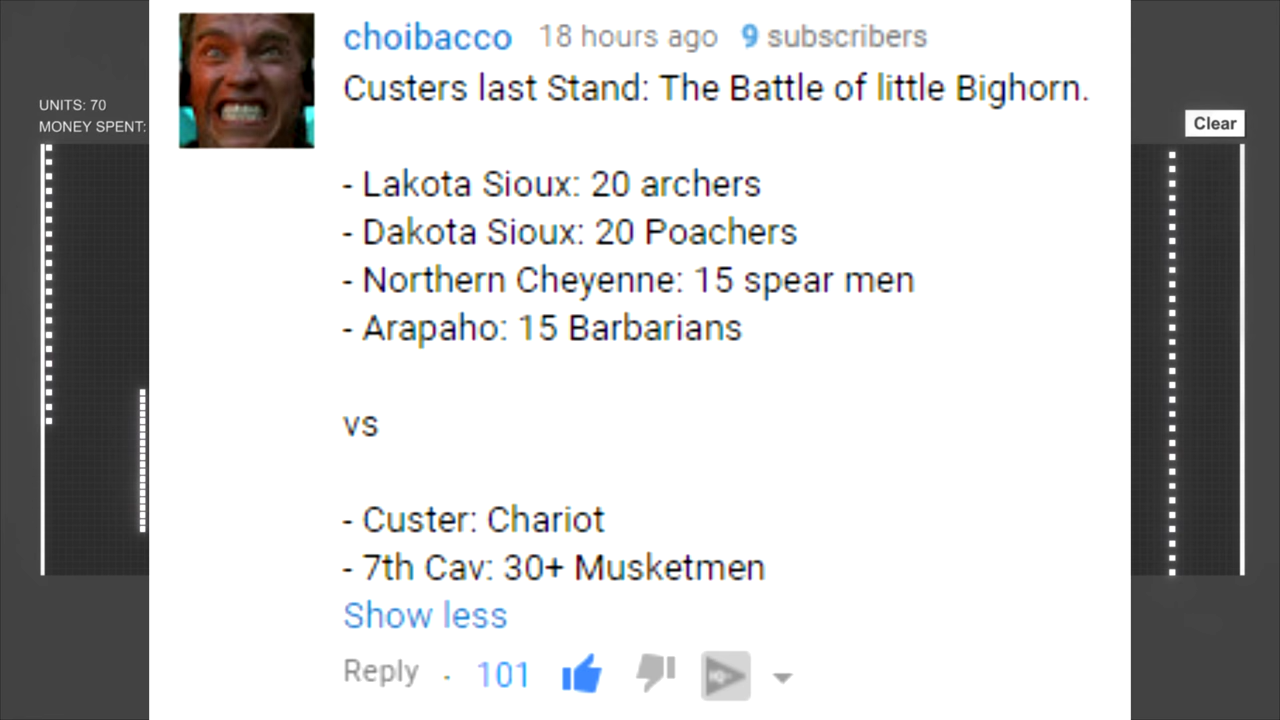 UNITS: 70
MONEY SPENT:
choibacco 18 hours ago 9 subscribers
Custers last Stand: The Battle of little Bighorn.
- Lakota Sioux: 20 archers
- Dakota Sioux: 20 Poachers
- Northern Cheyenne: 15 spear men
- Arapaho: 15 Barbarians
vs
- Custer: Chariot
- 7th Cav: 30+ Musketmen
Show less
Reply · 101
Clear